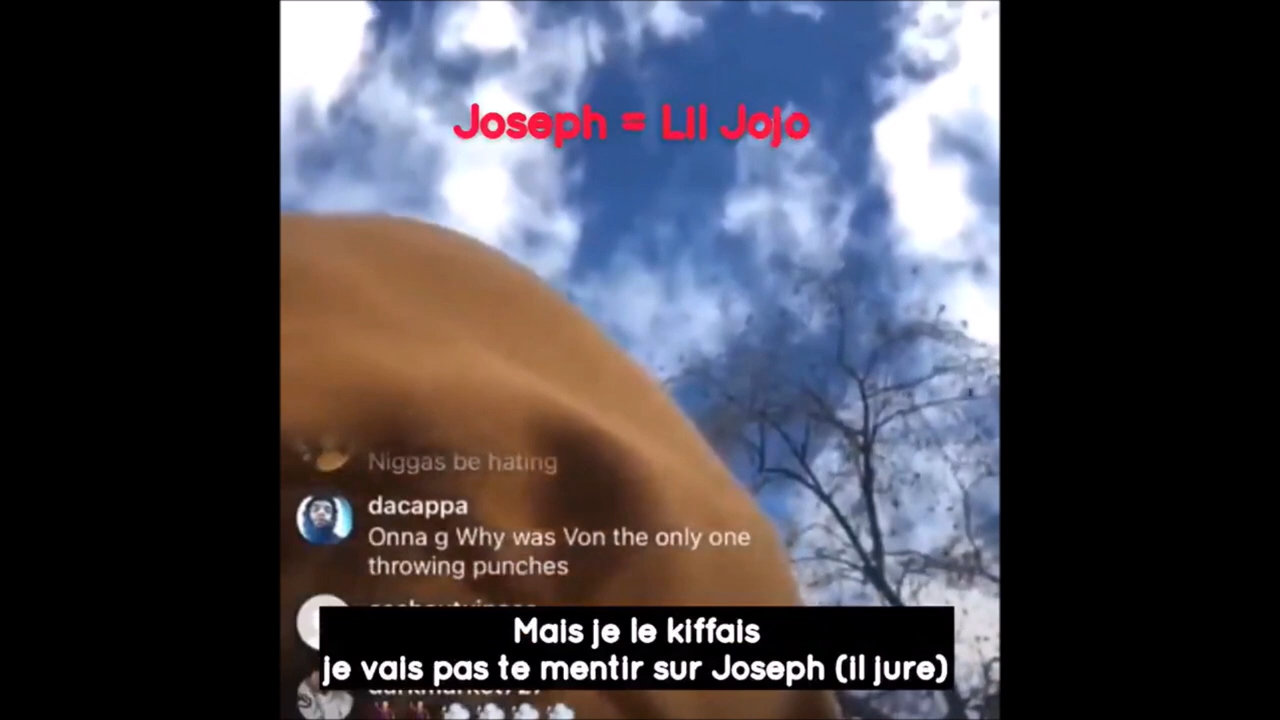 Joseph = Lil Jojo
Niggas be hating
dacappa
Onna g Why was Von the only one
throwing punches
Mais je le kiffais
je vais pas te mentir sur Joseph (il jure)